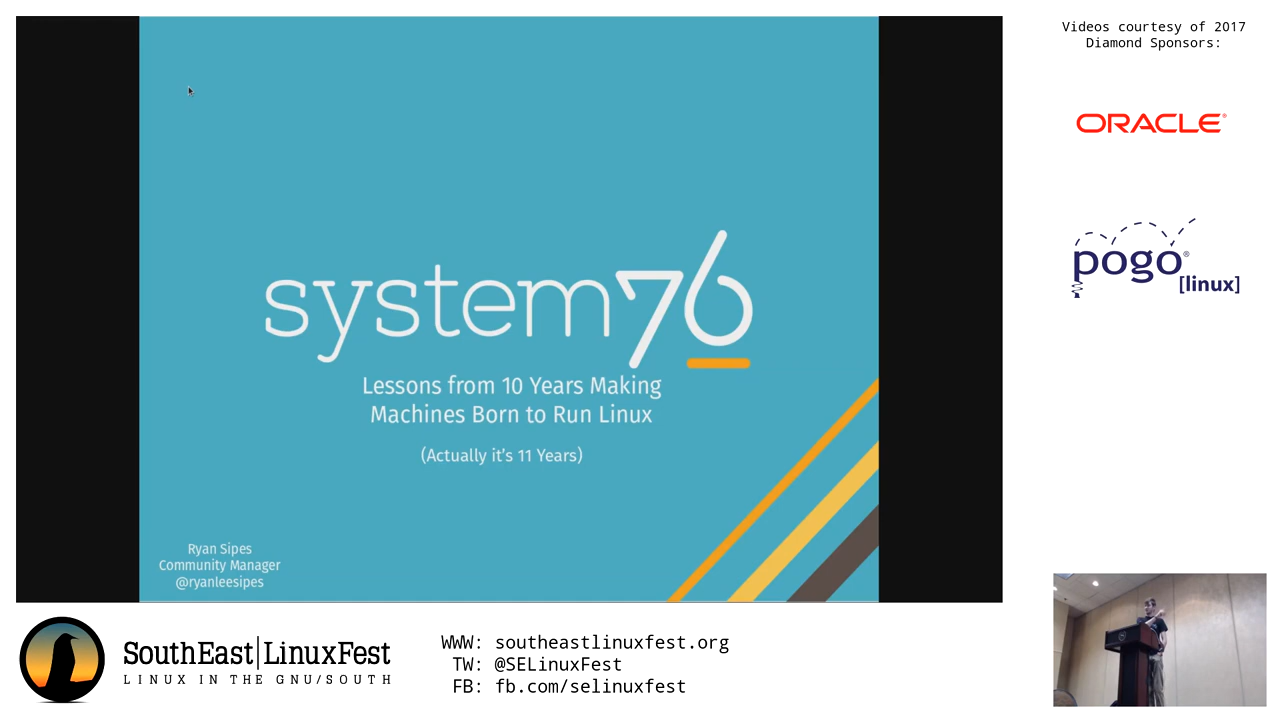 system76
Lessons from 10 Years Making
Machines Born to Run Linux
(Actually it's 11 Years)
Ryan Sipes
Community Manager
@ryanleesipes
Videos courtesy of 2017
Diamond Sponsors:
ORACLE®
pogo®
[linux]
SouthEast|LinuxFest
LINUX IN THE GNU/SOUTH
WWW: southeastlinuxfest.org
TW: @SELinuxFest
FB: fb.com/selinuxfest